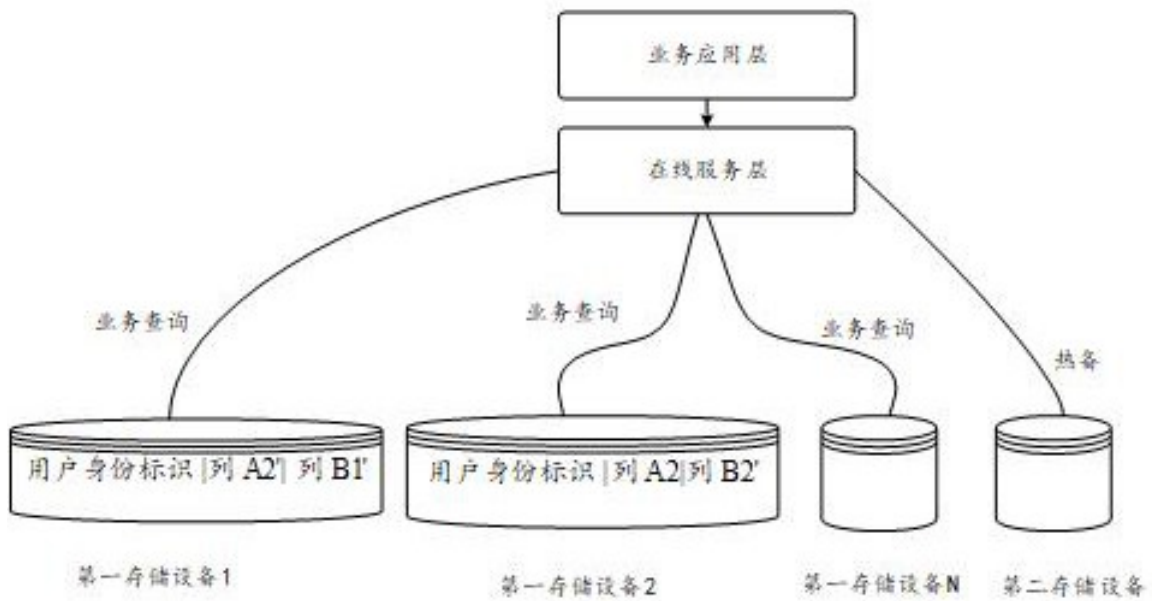 业务应用层
在线服务层
业务查询
业务查询
业务查询
热备
用户身份标识|列 A2'| 列 B1'
用户身份标识|列 A2|列 B2'
第一存储设备1
第一存储设备2
第一存储设备N
第二存储设备